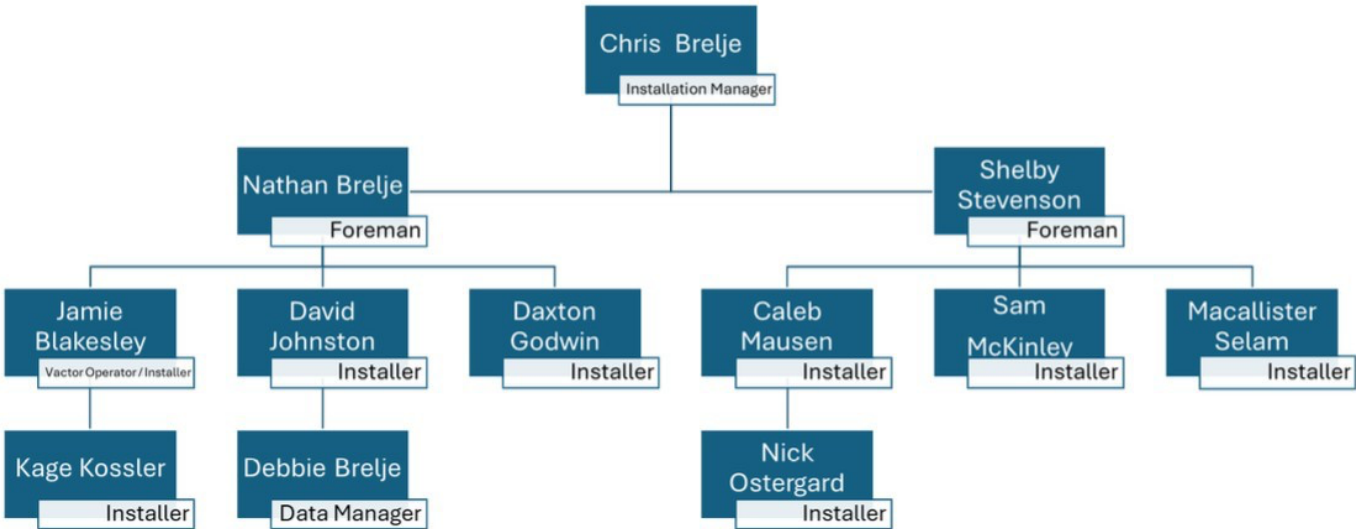 Chris Brelje
Installation Manager
Nathan Brelje
Foreman
Shelby
Stevenson
Foreman
Jamie
Blakesley
Vactor Operator / Installer
David
Johnston
Installer
Daxton
Godwin
Installer
Caleb
Mausen
Installer
Sam
McKinley
Installer
Macallister
Selam
Installer
Kage Kossler
Installer
Debbie Brelje
Data Manager
Nick
Ostergard
Installer